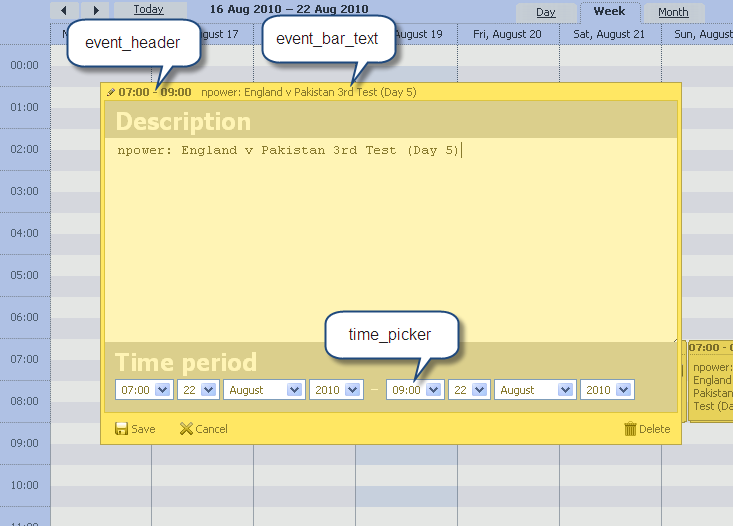 Today
16 Aug 2010 – 22 Aug 2010
Day
Week
Month
event_header
event_bar_text
August 19
Fri, August 20
Sat, August 21
Sun, August
00:00
07:00 - 09:00 npower: England v Pakistan 3rd Test (Day 5)
01:00
Description
02:00
npower: England v Pakistan 3rd Test (Day 5)
03:00
04:00
05:00
06:00
time_picker
07:00
Time period
07:00 - 0
npower:
England
Pakistan
Test (Da
07:00 22 August 2010 – 09:00 22 August 2010
08:00
Save Cancel Delete
09:00
10:00
11:00